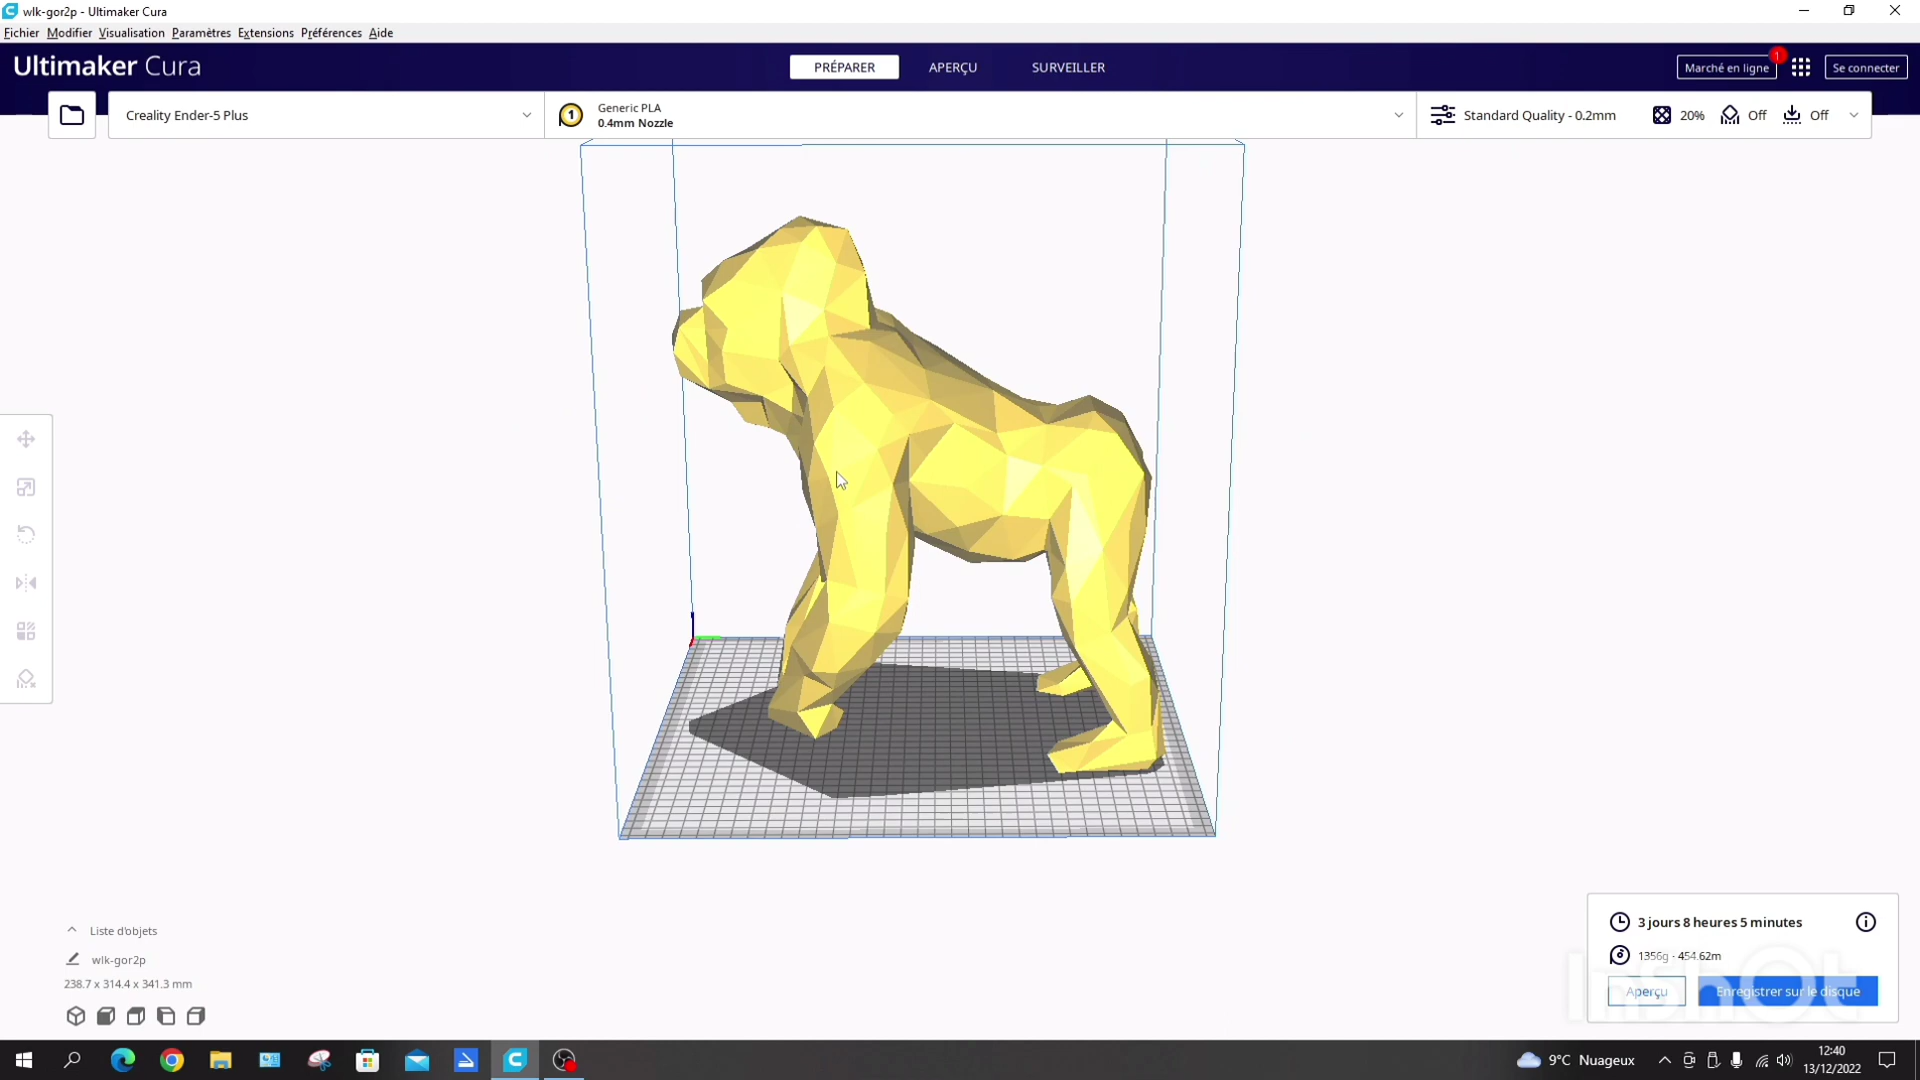 wlk-gor2p - Ultimaker Cura
Fichier Modifier Visualisation Paramètres Extensions Préférences Aide
Ultimaker Cura
PRÉPARER APERÇU SURVEILLER
Marché en ligne 1 Se connecter
Creality Ender-5 Plus
1 Generic PLA
0.4mm Nozzle
Standard Quality - 0.2mm 20% Off Off
Liste d'objets
wlk-gor2p
238.7 x 314.4 x 341.3 mm
3 jours 8 heures 5 minutes
1356g · 454.62m
Aperçu Enregistrer sur le disque
InShOt
9°C Nuageux
12:40
13/12/2022